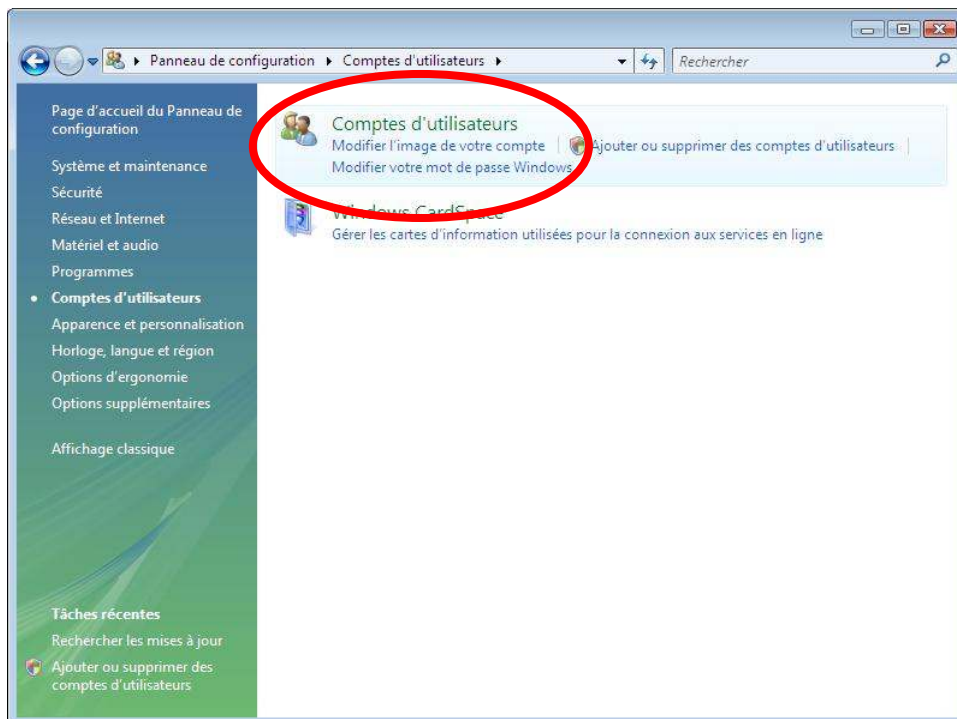 Panneau de configuration Comptes d'utilisateurs
Rechercher
Page d'accueil du Panneau de
configuration
Système et maintenance
Sécurité
Réseau et Internet
Matériel et audio
Programmes
Comptes d'utilisateurs
Apparence et personnalisation
Horloge, langue et région
Options d'ergonomie
Options supplémentaires
Affichage classique
Tâches récentes
Rechercher les mises à jour
Ajouter ou supprimer des
comptes d'utilisateurs
Comptes d'utilisateurs
Modifier l'image de votre compte
Ajouter ou supprimer des comptes d'utilisateurs
Modifier votre mot de passe Windows
Windows CardSpace
Gérer les cartes d'information utilisées pour la connexion aux services en ligne